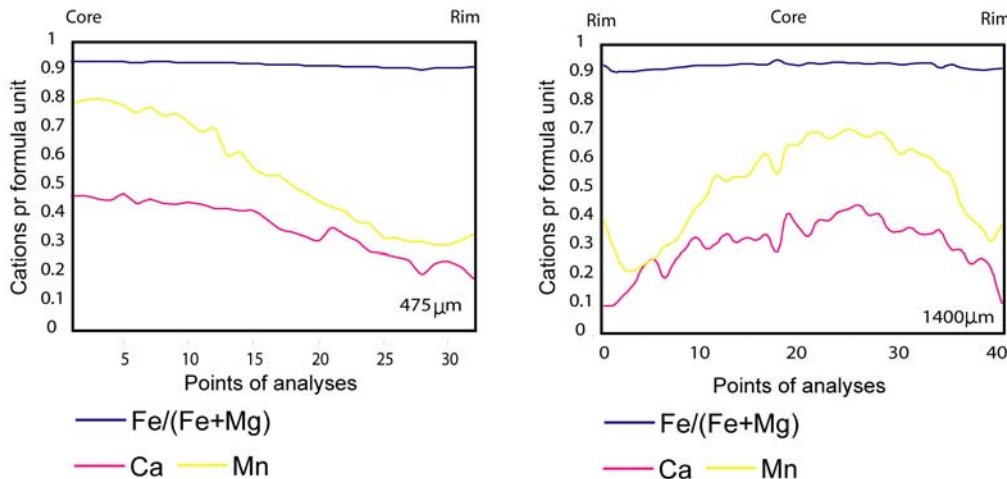 Core Rim
1
0.9
0.8
0.7
0.6
0.5
0.4
0.3
0.2
0.1
0
Cations pr formula unit
475μm
5 10 15 20 25 30
Points of analyses
Fe/(Fe+Mg)
Ca Mn
Rim Core Rim
1
0.9
0.8
0.7
0.6
0.5
0.4
0.3
0.2
0.1
0
Cations pr formula unit
1400μm
0 10 20 30 40
Points of analyses
Fe/(Fe+Mg)
Ca Mn